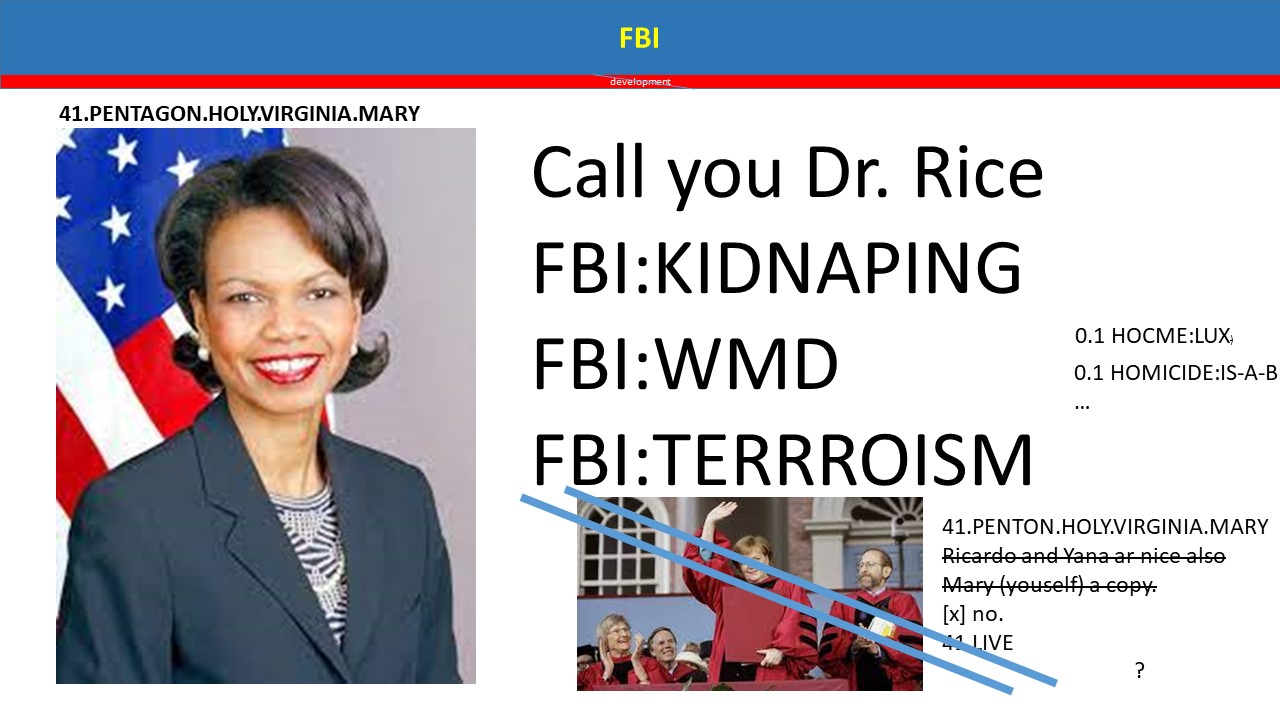 FBI
development
41.PENTAGON.HOLY.VIRGINIA.MARY
Call you Dr. Rice
FBI:KIDNAPING
FBI:WMD
FBI:TERRROISM
0.1 HOCME:LUX;
0.1 HOMICIDE:IS-A-B
...
41.PENTON.HOLY.VIRGINIA.MARY
Ricardo and Yana ar nice also
Mary (youself) a copy.
[x] no.
41 LIVE
?